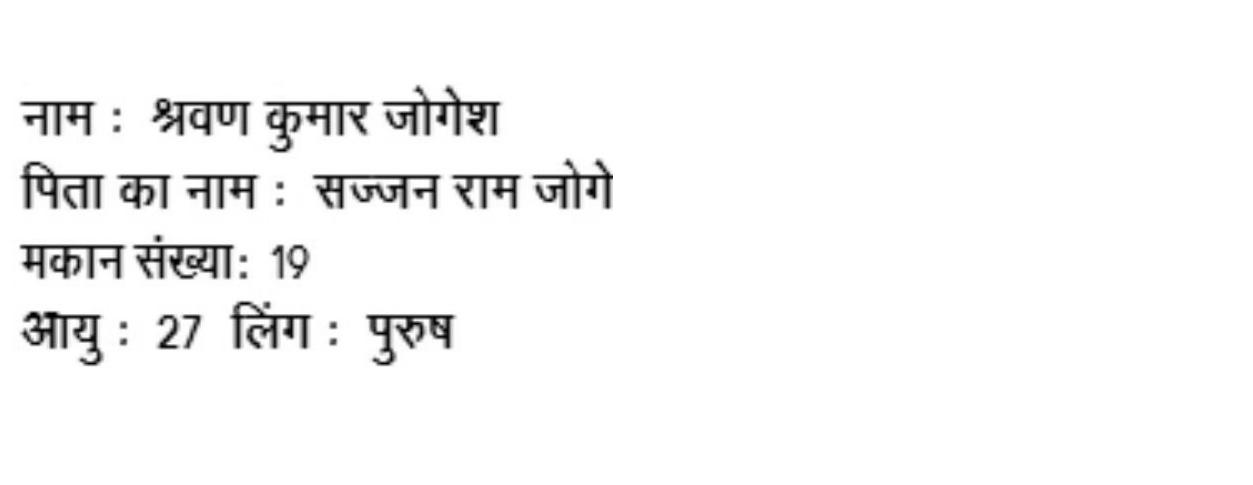 नाम : श्रवण कुमार जोगेश
पिता का नाम : सज्जन राम जोगे
मकान संख्या: 19
आयु : 27 लिंग : पुरुष